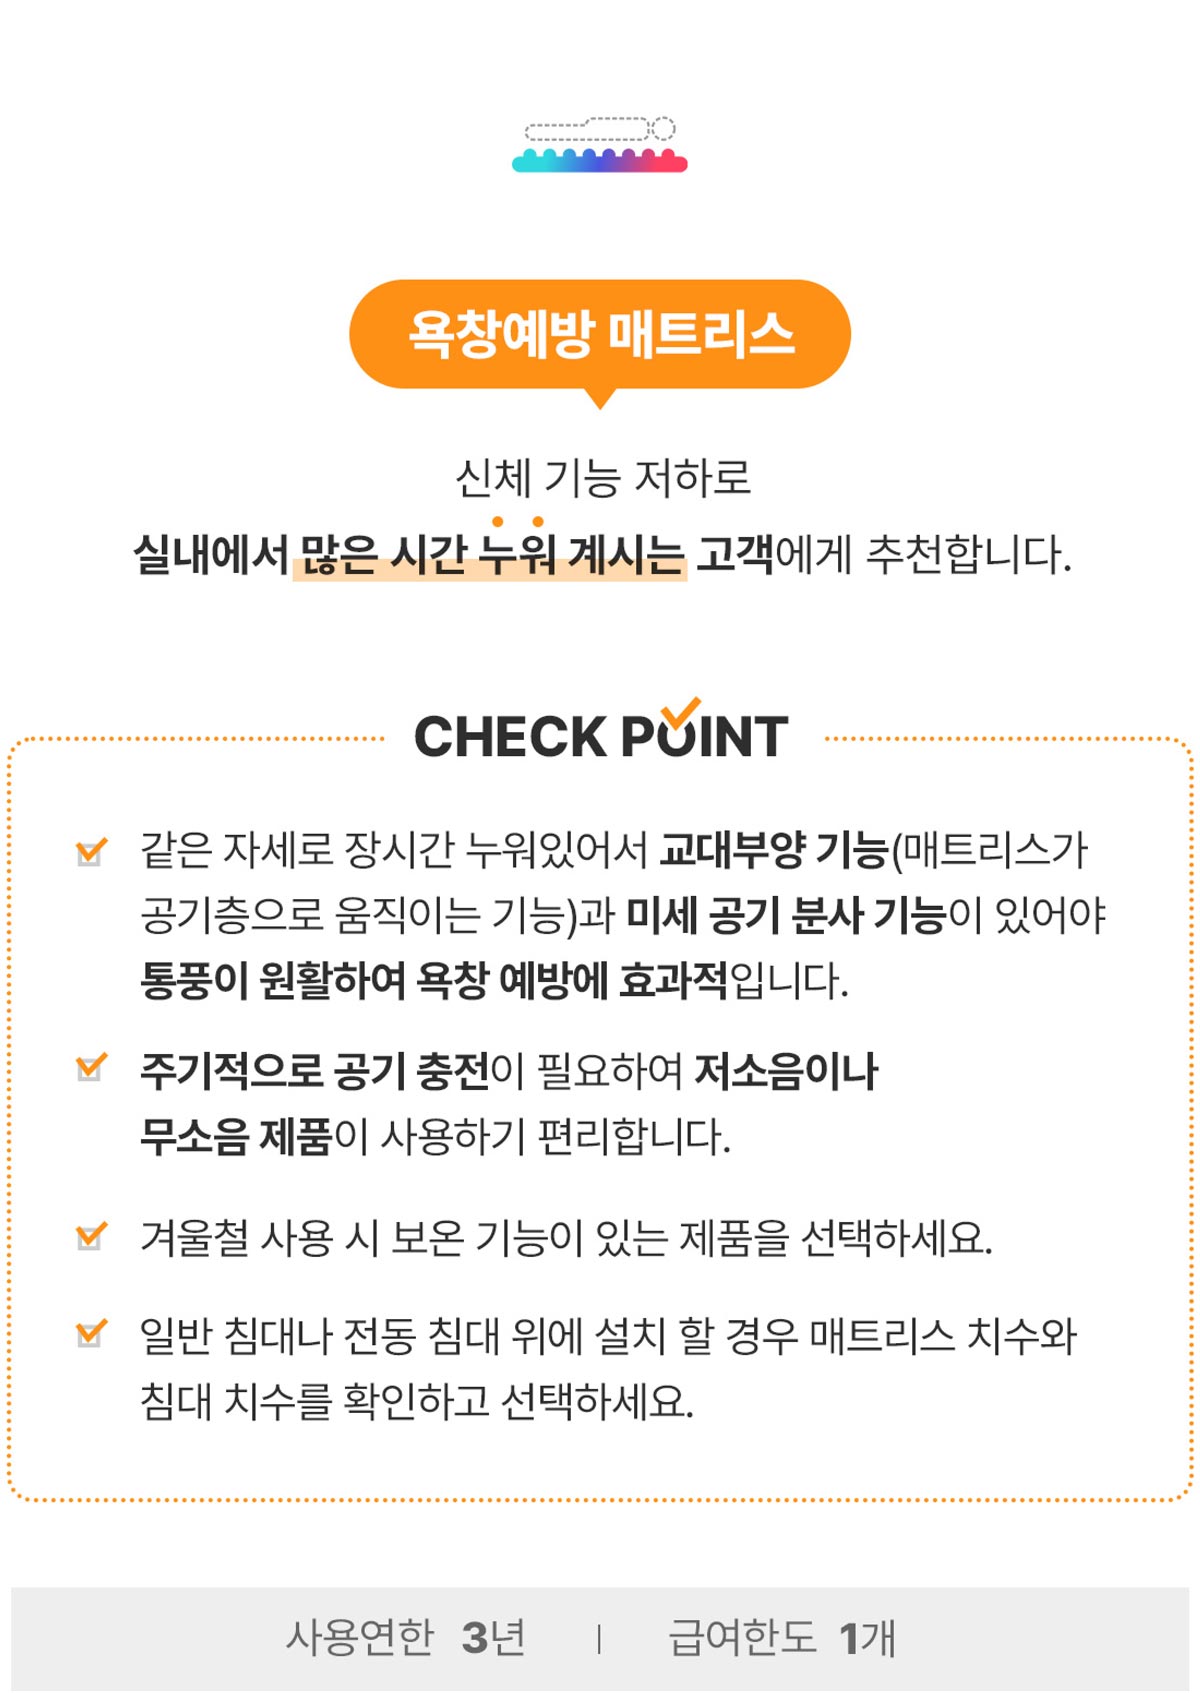 욕창예방 매트리스
신체 기능 저하로
실내에서 많은 시간 누워 계시는 고객에게 추천합니다.
CHECK POINT
같은 자세로 장시간 누워있어서 교대부양 기능(매트리스가
공기층으로 움직이는 기능)과 미세 공기 분사 기능이 있어야
통풍이 원활하여 욕창 예방에 효과적입니다.
주기적으로 공기 충전이 필요하여 저소음이나
무소음 제품이 사용하기 편리합니다.
겨울철 사용 시 보온 기능이 있는 제품을 선택하세요.
일반 침대나 전동 침대 위에 설치 할 경우 매트리스 치수와
침대 치수를 확인하고 선택하세요.
사용연한 3년 | 급여한도 1개